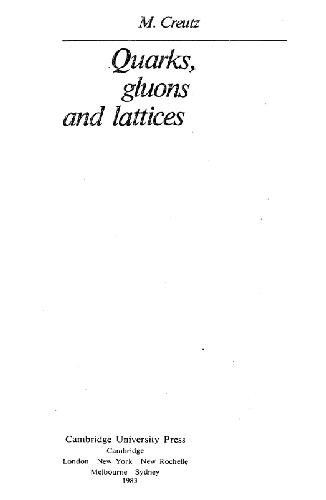 M. Creutz
Quarks,
gluons
and lattices
Cambridge University Press
Cambridge
London New York New Rochelle
Melbourne Sydney
1983